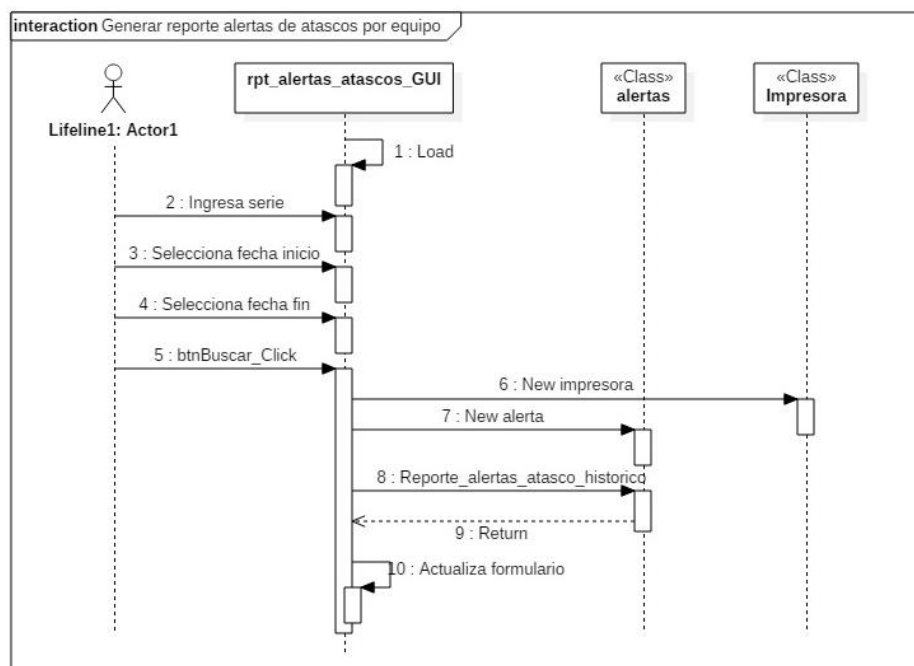 interaction Generar reporte alertas de atascos por equipo
Lifeline1: Actor1
rpt_alertas_atascos_GUI
«Class»
alertas
«Class»
Impresora
1 : Load
2 : Ingresa serie
3 : Selecciona fecha inicio
4 : Selecciona fecha fin
5 : btnBuscar_Click
6 : New impresora
7 : New alerta
8 : Reporte_alertas_atasco_historico
9 : Return
10 : Actualiza formulario